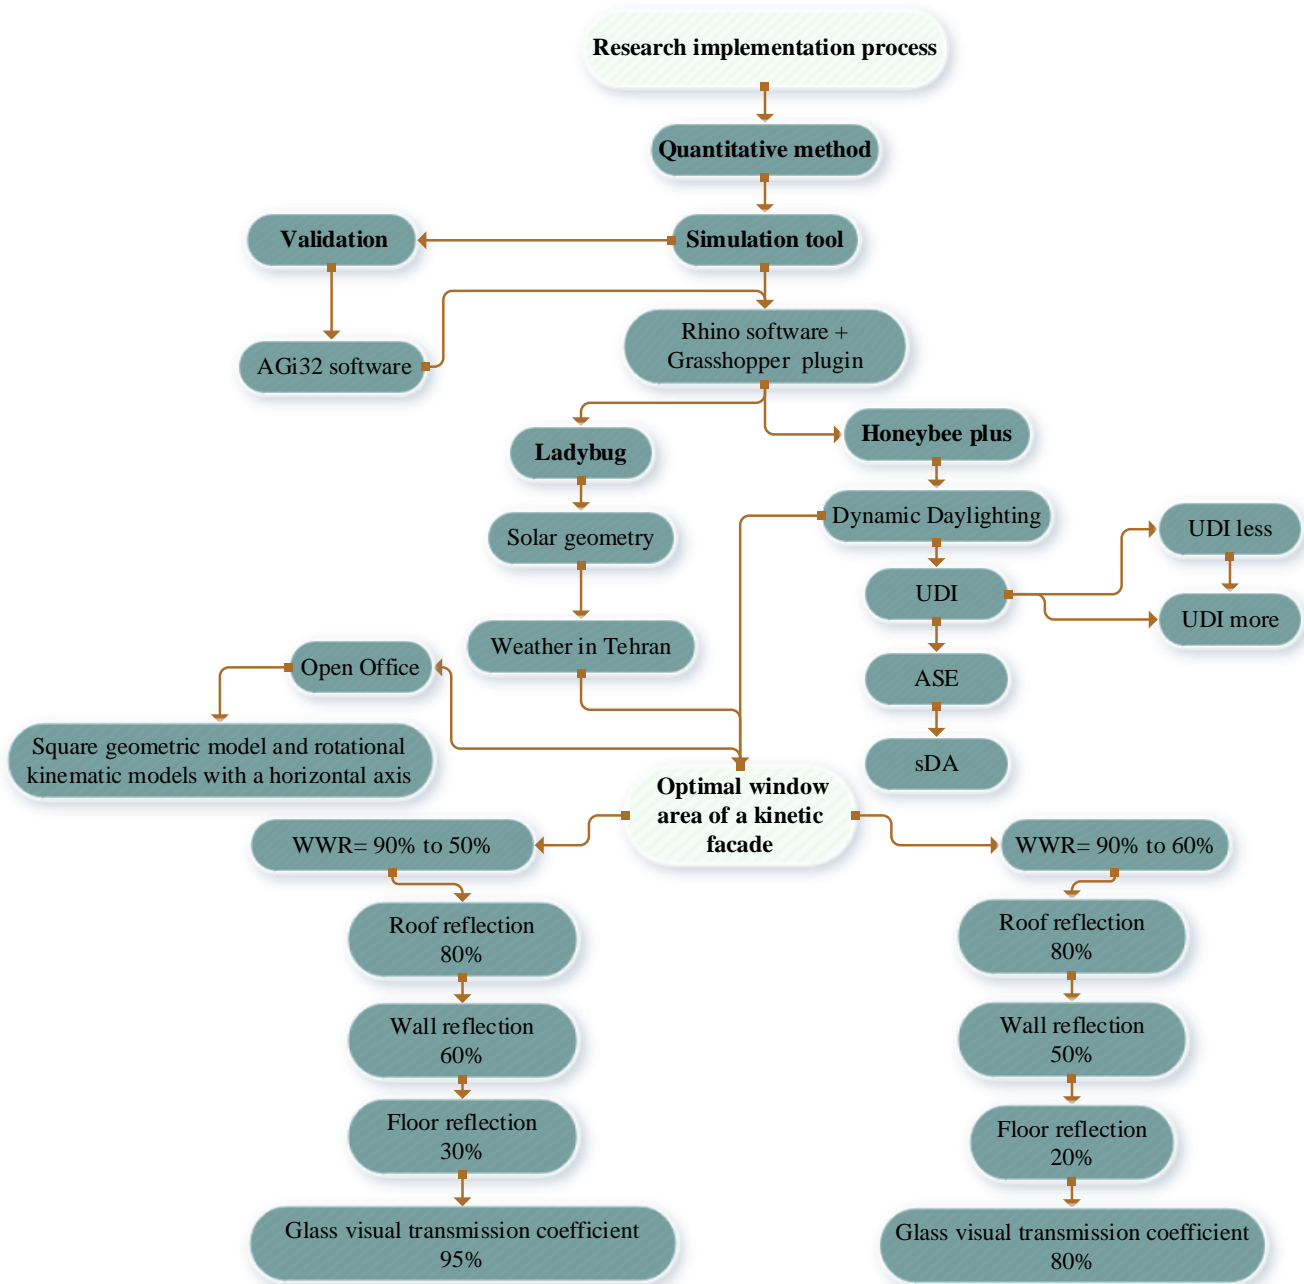 Research implementation process
Quantitative method
Validation
Simulation tool
AGi32 software
Rhino software +
Grasshopper plugin
Ladybug
Honeybee plus
Solar geometry
Dynamic Daylighting
UDI less
UDI
UDI more
Weather in Tehran
Open Office
ASE
Square geometric model and rotational
kinematic models with a horizontal axis
sDA
Optimal window
area of a kinetic
facade
WWR= 90% to 50%
WWR= 90% to 60%
Roof reflection
80%
Roof reflection
80%
Wall reflection
60%
Wall reflection
50%
Floor reflection
30%
Floor reflection
20%
Glass visual transmission coefficient
95%
Glass visual transmission coefficient
80%